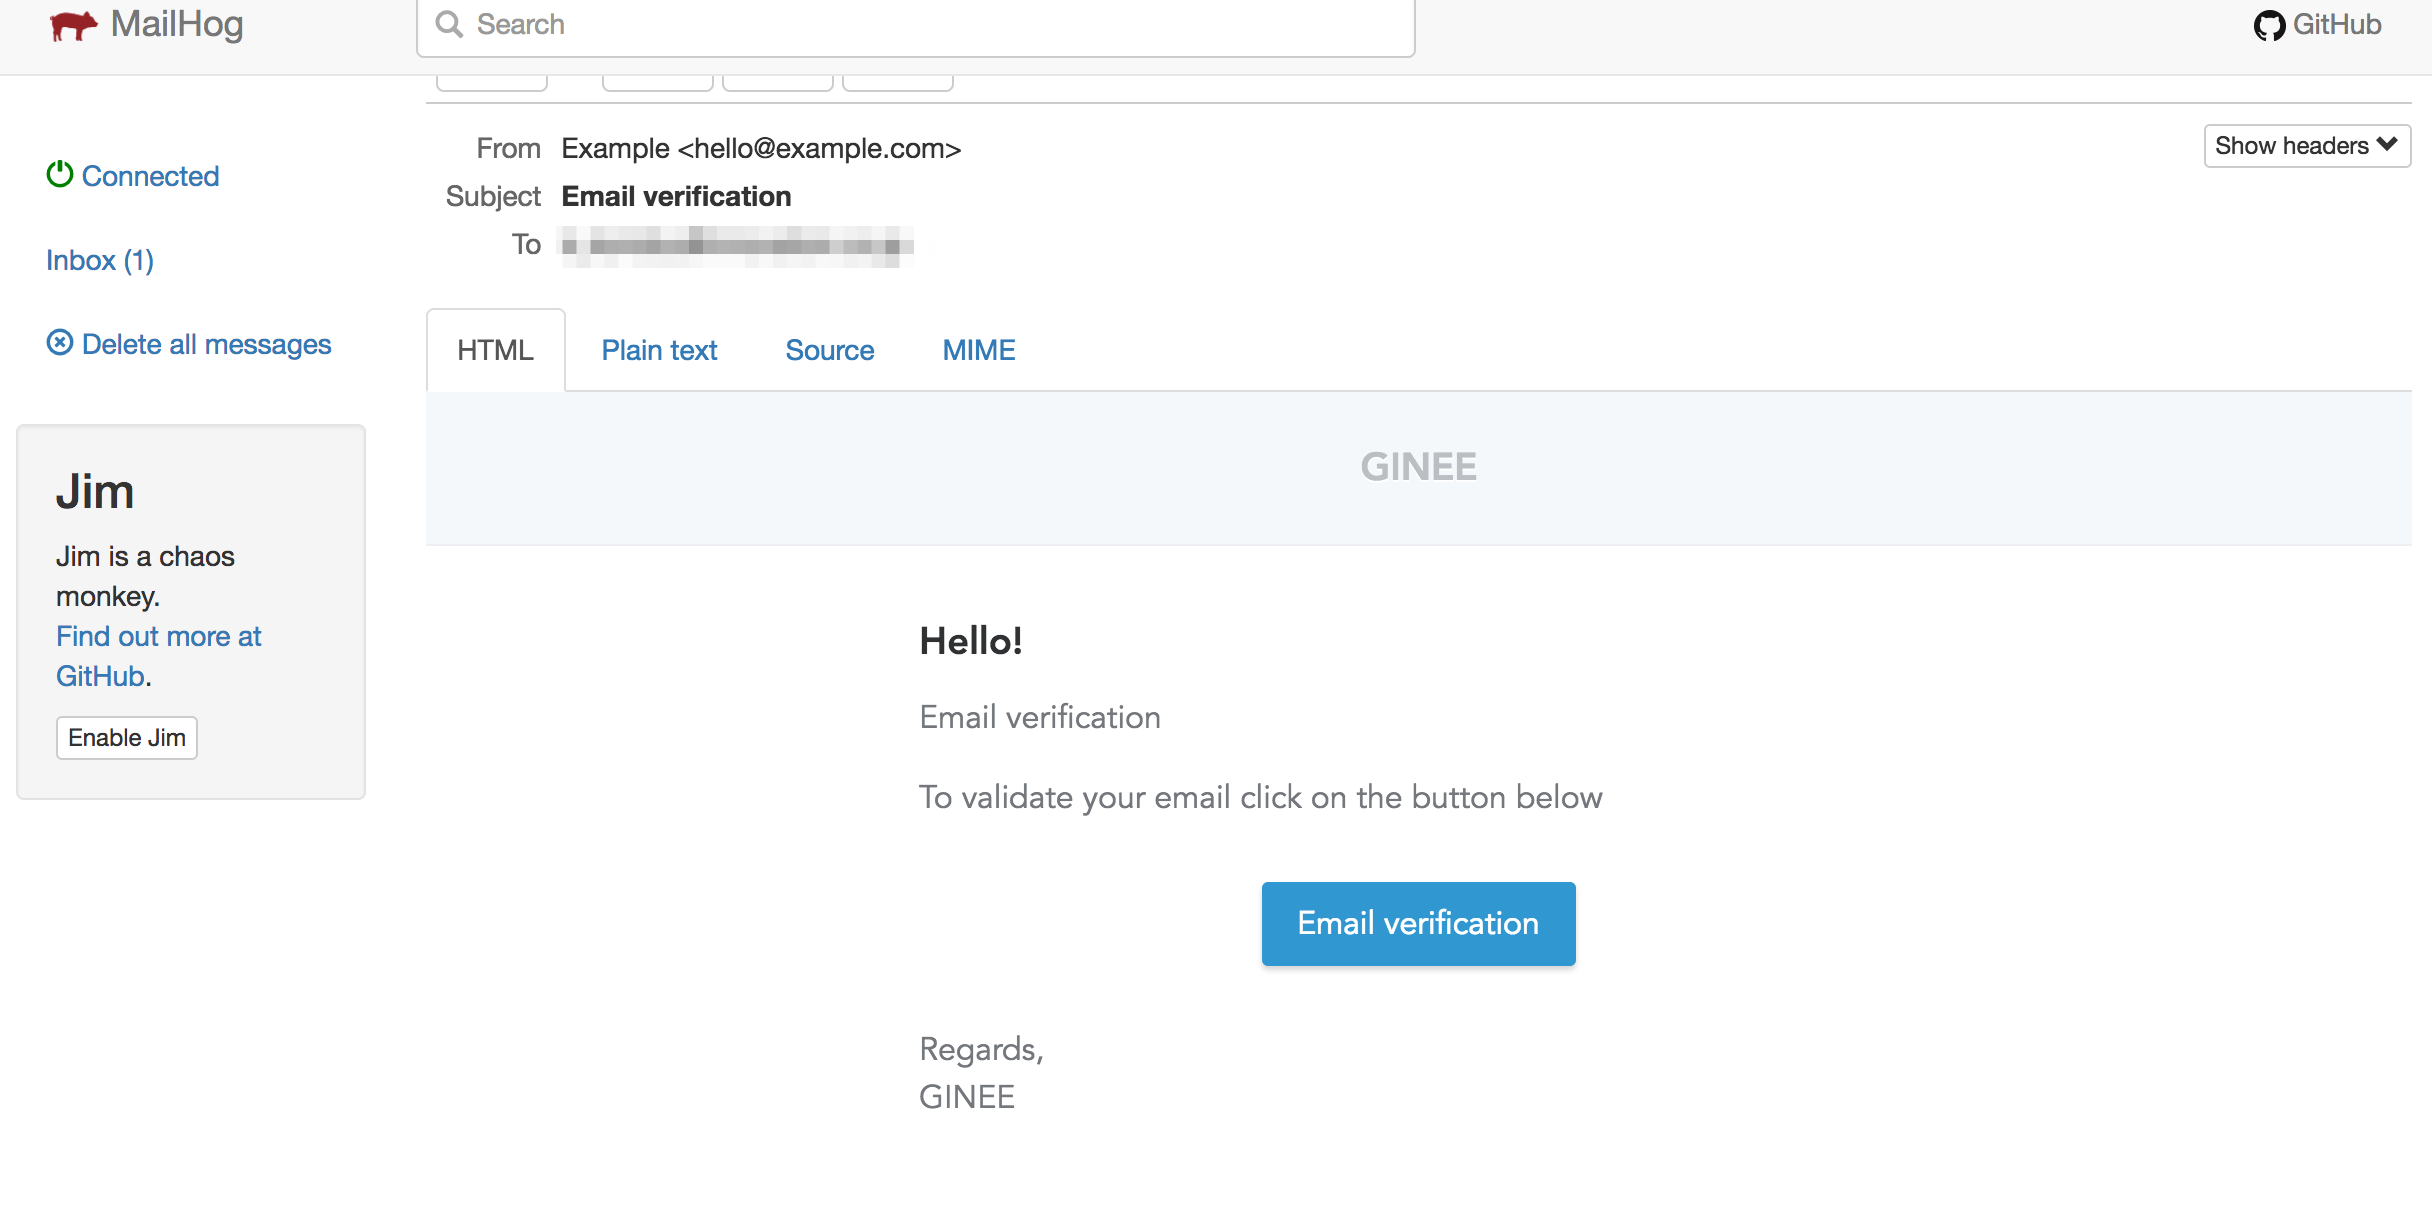 MailHog
Search
GitHub
Connected
Inbox (1)
Delete all messages
Jim
Jim is a chaos
monkey.
Find out more at
GitHub.
Enable Jim
From Example <hello@example.com>
Show headers
Subject Email verification
To
HTML Plain text Source MIME
GINEE
Hello!
Email verification
To validate your email click on the button below
Email verification
Regards,
GINEE